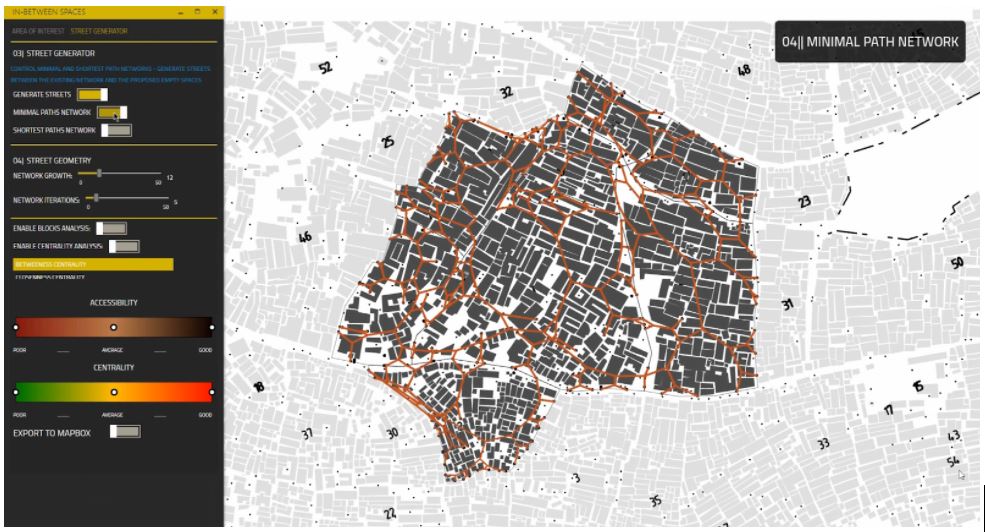 IN-BETWEEN SPACES
AREA OF INTEREST STREET GENERATOR
03| STREET GENERATOR
CONTROL MINIMAL AND SHORTEST PATH NETWORKS - GENERATE STREETS
BETWEEN THE EXISTING NETWORK AND THE PROPOSED EMPTY SPACES
GENERATE STREETS
MINIMAL PATHS NETWORK
SHORTEST PATHS NETWORK
04| STREET GEOMETRY
NETWORK GROWTH: 12
0 50
NETWORK ITERATIONS: 5
0 50
ENABLE BLOCKS ANALYSIS:
ENABLE CENTRALITY ANALYSIS:
BETWEENESS CENTRALITY
ACCESSIBILITY
POOR AVERAGE GOOD
CENTRALITY
POOR AVERAGE GOOD
EXPORT TO MAPBOX
04|| MINIMAL PATH NETWORK
52
48
32
25
23
46
50
31
18
15
17
37
30
33
43
54
3
35
22